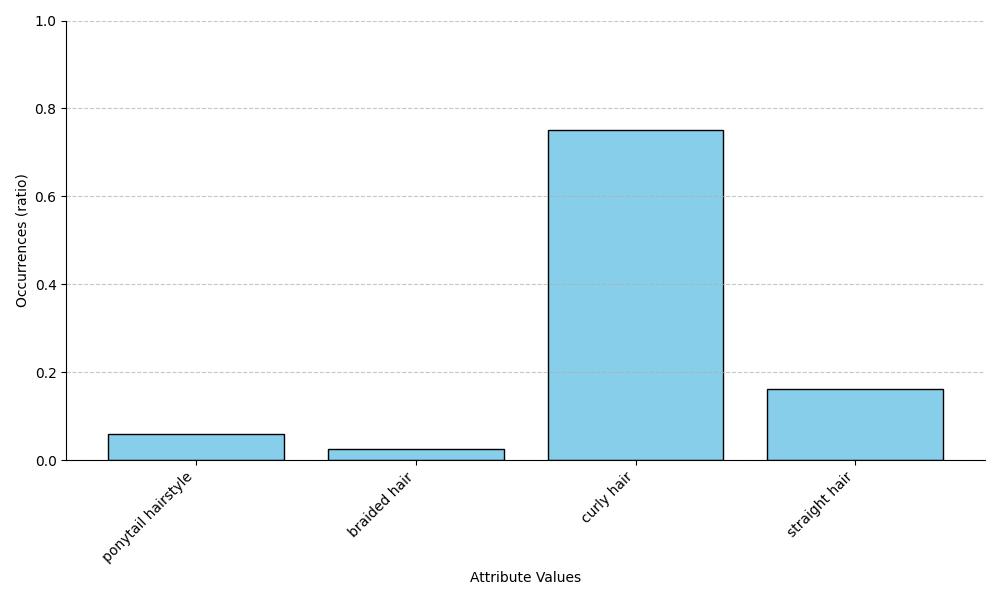 1.0
0.8
0.6
0.4
0.2
0.0
Occurrences (ratio)
ponytail hairstyle
braided hair
curly hair
straight hair
Attribute Values